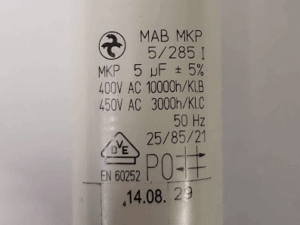 MAB MKP
5/285 I
MKP 5 µF ± 5%
400V AC 10000h/KLB
450V AC 3000h/KLC
50 Hz
25/85/21
DVE
EN 60252
P0
14.08. 29